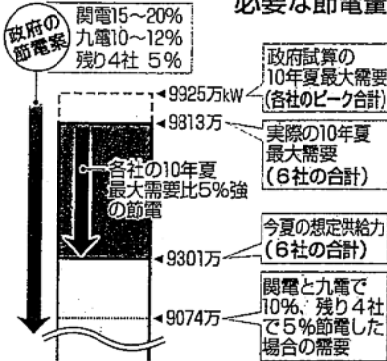 必要な節電量
政府の
節電案
関電15〜20%
九電10〜12%
残り4社 5%
9925万kW
政府試算の
10年夏最大需要
(各社のピーク合計)
9813万
実際の10年夏
最大需要
(6社の合計)
各社の10年夏
最大需要比5%強
の節電
9301万
今夏の想定供給力
(6社の合計)
9074万
関電と九電で
10%、残り4社
で5%節電した
場合の需要